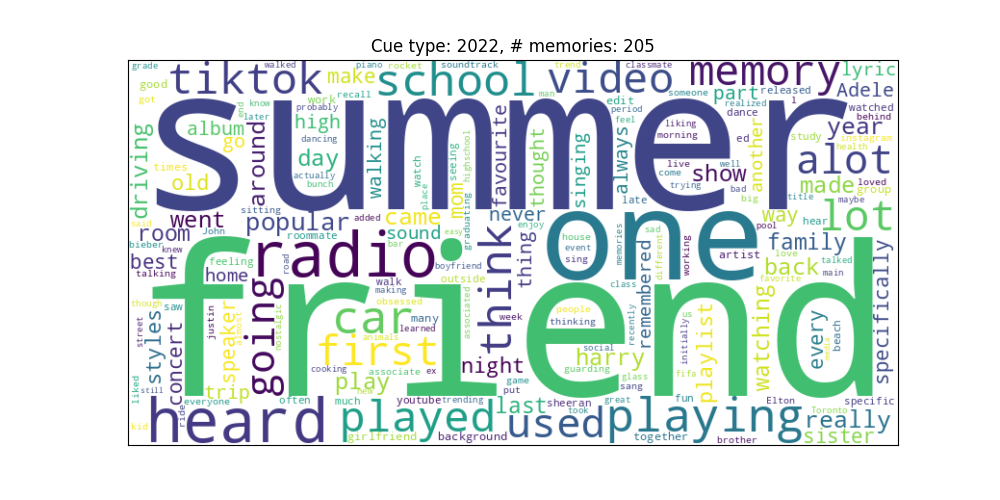 Cue type: 2022, # memories: 205
grade walked piano rocket soundtrack trend classmate
good tiktok make school video memory lyric
got recall work man someone part released Adele
end know later probably edit period realized 1 watched behind
album go around high dancing walking favourite thought singing always feel dance liking morning ed another year study instagram health
driving times old day actually bunch watch place mom seeing highschool live come show trying well bad alot
summer
said went sitting popular added came easy graduating never enjoy late big title made maybe loved group
room John roommate sound bar thing house event sing memories sad different working pool artist way hear lot
bieber knew best talking feeling home road radio boyfriend walk making outside think one remembered class love favorite family back talked main
friend
though saw street styles concert justin speaker almost going nostalgic car obsessed many learned associated week people thinking recently us initially playlist watching every media beach specifically
still trip animals first cooking associate ex play new night game put social guarding glass harry fifa
liked everyone often much youtube trending last sheeran took sang great fun Elton Toronto specific
kid ride heard girlfriend played background used playing together brother sister really